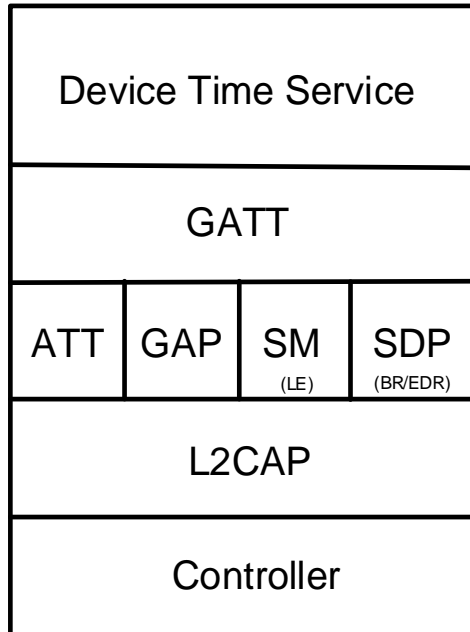 Device Time Service
GATT
ATT GAP SM SDP
(LE) (BR/EDR)
L2CAP
Controller